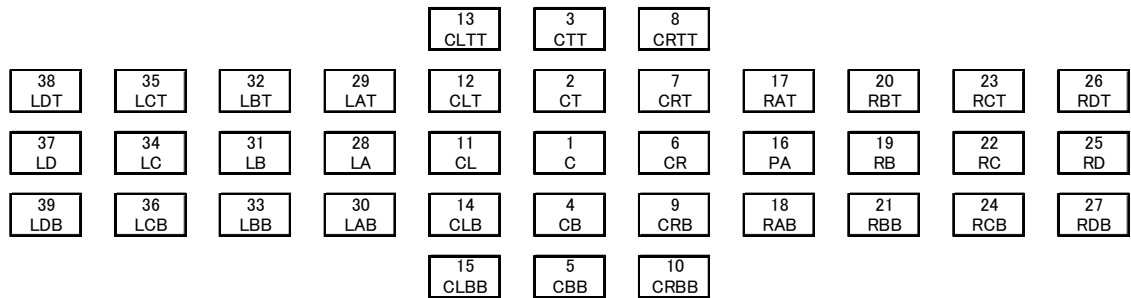 13 3 8
CLTT CTT CRTT
38 35 32 29 12 2 7 17 20 23 26
LDT LCT LBT LAT CLT CT CRT RAT RBT RCT RDT
37 34 31 28 11 1 6 16 19 22 25
LD LC LB LA CL C CR PA RB RC RD
39 36 33 30 14 4 9 18 21 24 27
LDB LCB LBB LAB CLB CB CRB RAB RBB RCB RDB
15 5 10
CLBB CBB CRBB